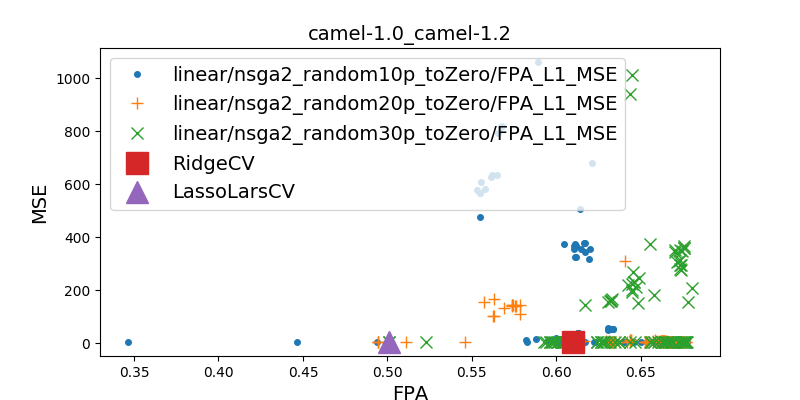 camel-1.0_camel-1.2
linear/nsga2_random10p_toZero/FPA_L1_MSE
linear/nsga2_random20p_toZero/FPA_L1_MSE
linear/nsga2_random30p_toZero/FPA_L1_MSE
RidgeCV
LassoLarsCV
MSE
1000
800
600
400
200
0
0.35 0.40 0.45 0.50 0.55 0.60 0.65
FPA